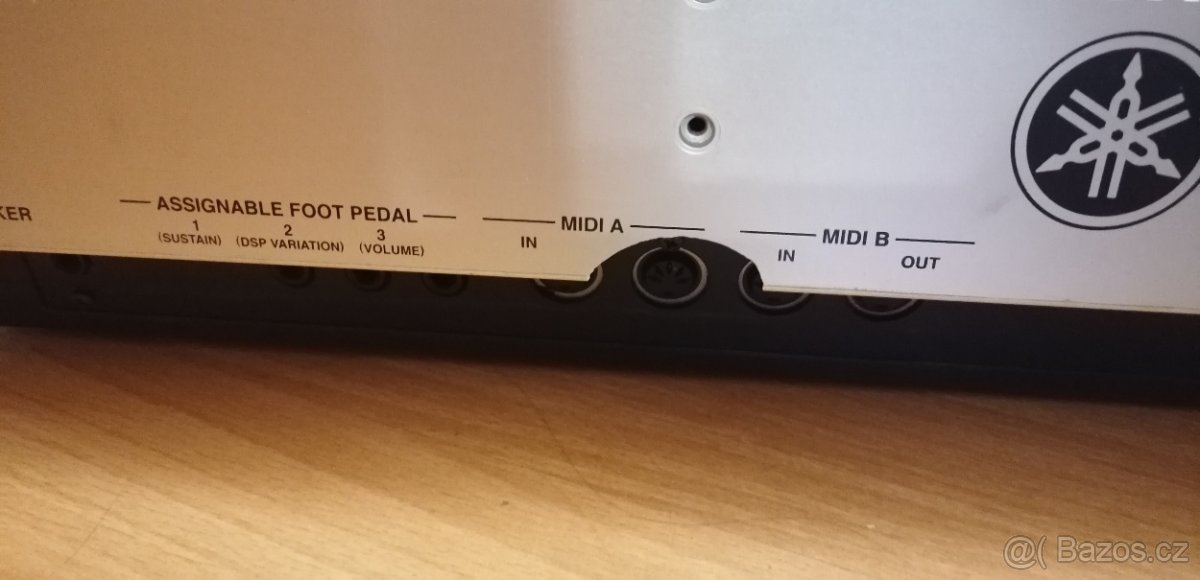 KER
ASSIGNABLE FOOT PEDAL
1 2 3
(SUSTAIN) (DSP VARIATION) (VOLUME)
MIDI A
IN
MIDI B
IN OUT
@( Bazos.cz